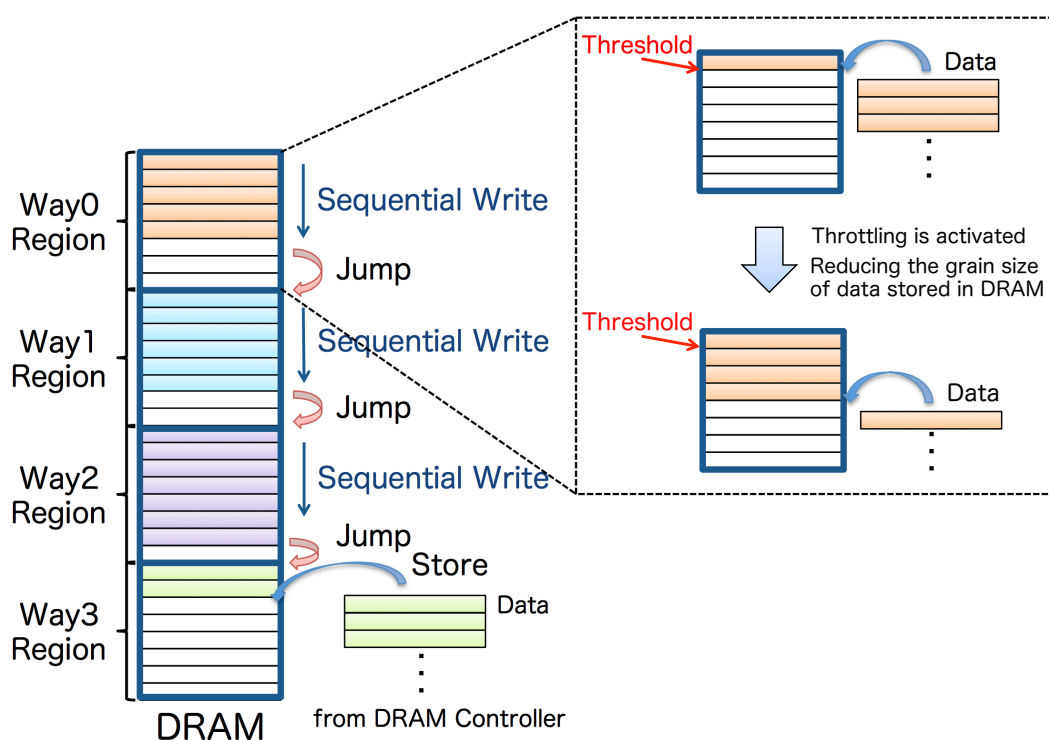 Threshold
Data
Way0
Region
Sequential Write
Jump
Throttling is activated
Reducing the grain size
of data stored in DRAM
Way1
Region
Sequential Write
Jump
Threshold
Data
Way2
Region
Sequential Write
Jump
Store
Way3
Region
Data
DRAM
from DRAM Controller